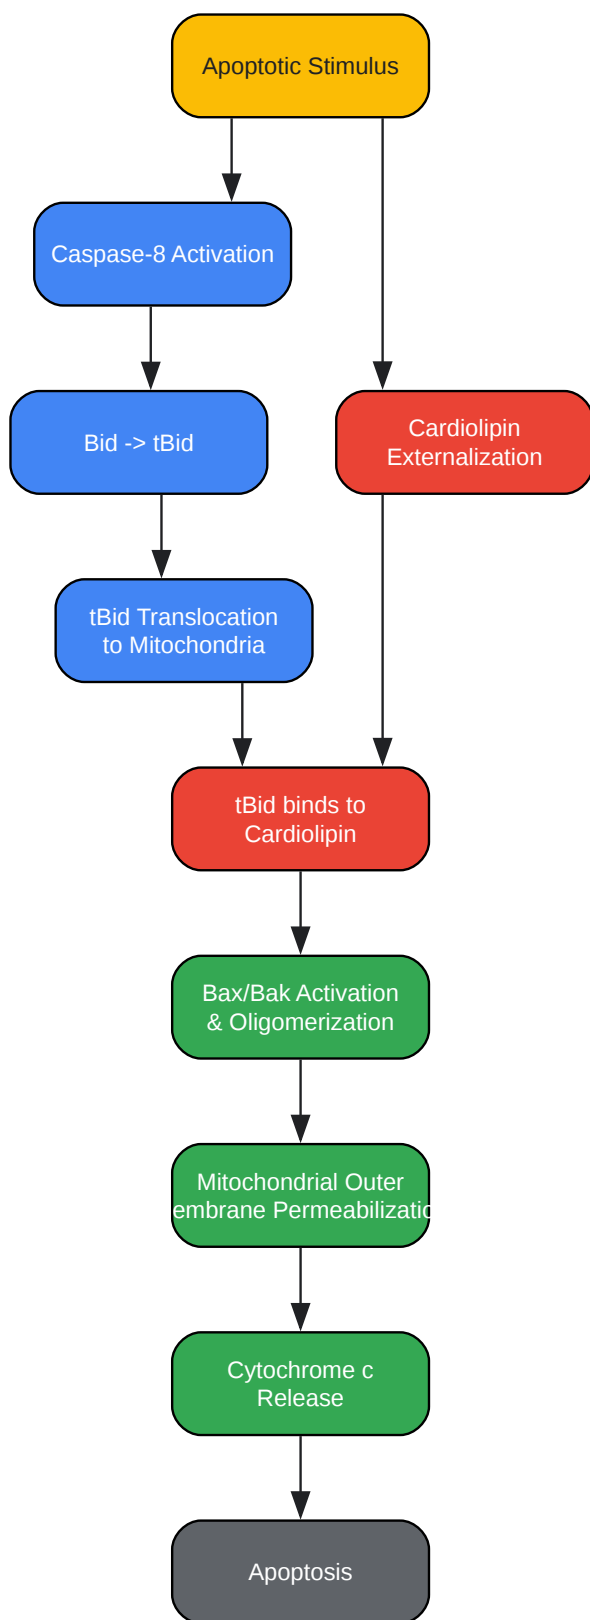 Apoptotic Stimulus
Caspase-8 Activation
Bid -> tBid
Cardiolipin
Externalization
tBid Translocation
to Mitochondria
tBid binds to
Cardiolipin
Bax/Bak Activation
& Oligomerization
Mitochondrial Outer
embrane Permeabilizatio
Cytochrome c
Release
Apoptosis